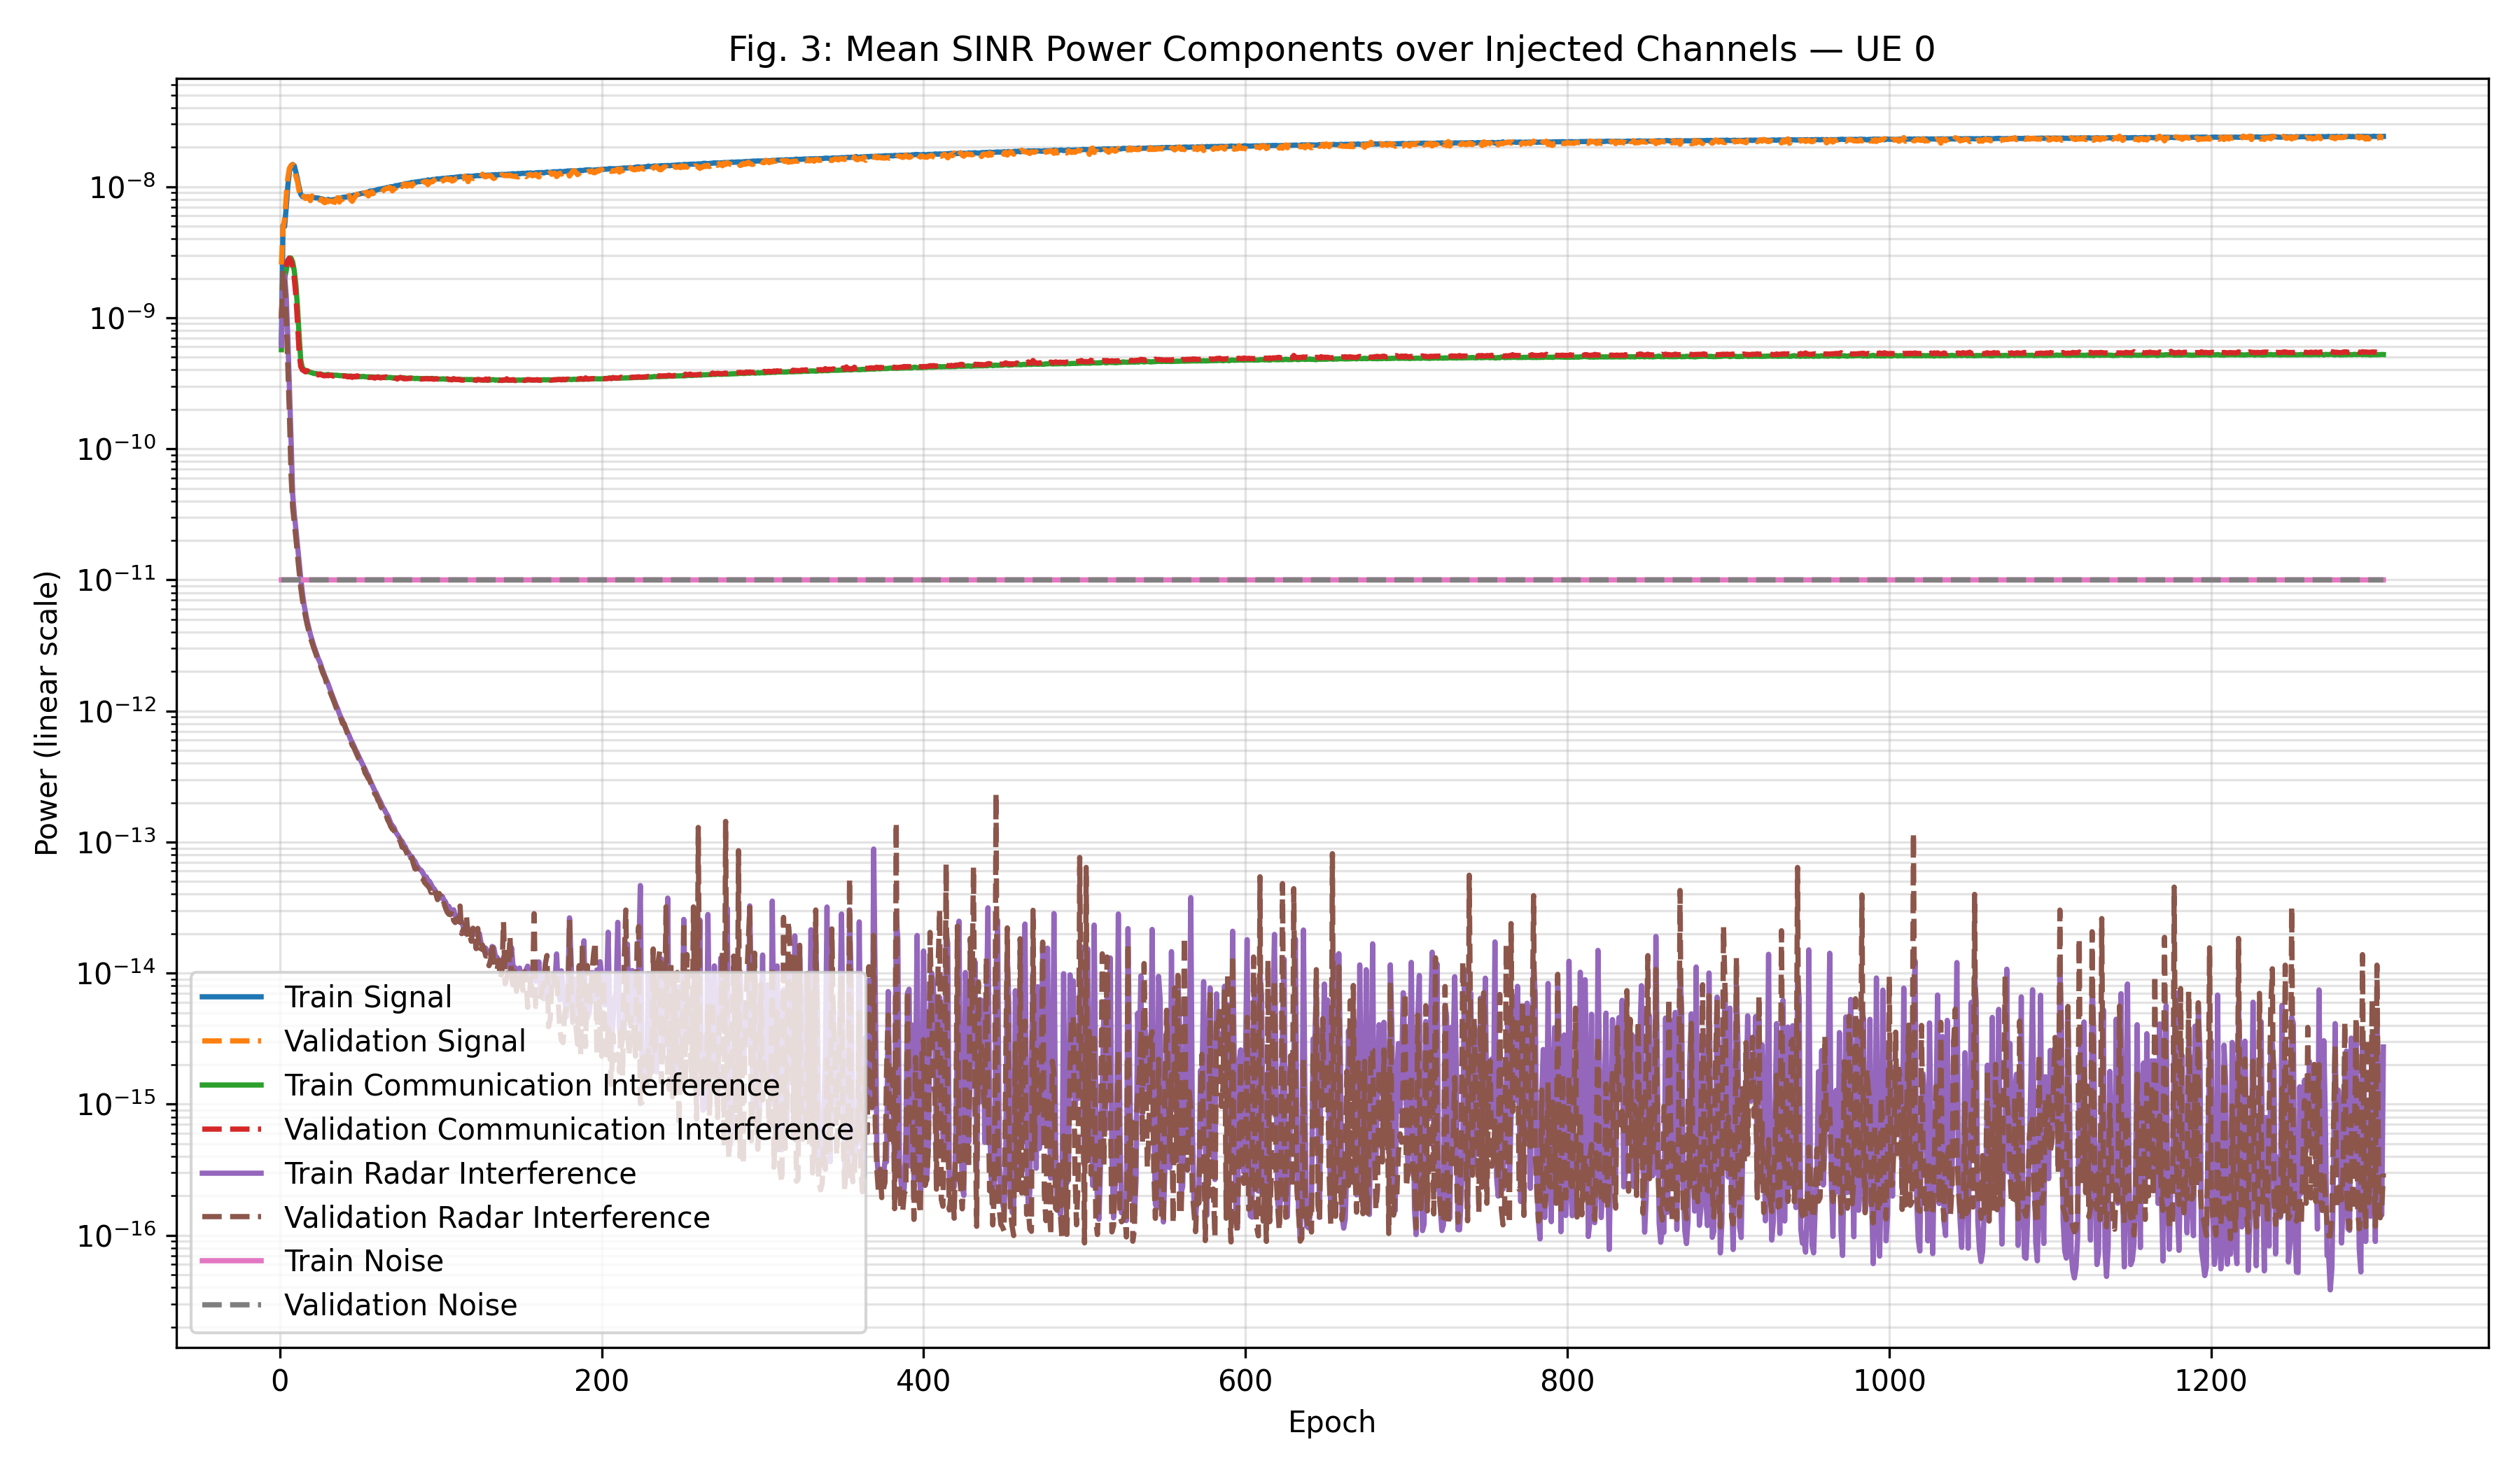 Fig. 3: Mean SINR Power Components over Injected Channels — UE 0
Power (linear scale)
10⁻⁸
10⁻⁹
10⁻¹⁰
10⁻¹¹
10⁻¹²
10⁻¹³
10⁻¹⁴
10⁻¹⁵
10⁻¹⁶
Train Signal
Validation Signal
Train Communication Interference
Validation Communication Interference
Train Radar Interference
Validation Radar Interference
Train Noise
Validation Noise
0 200 400 600 800 1000 1200
Epoch